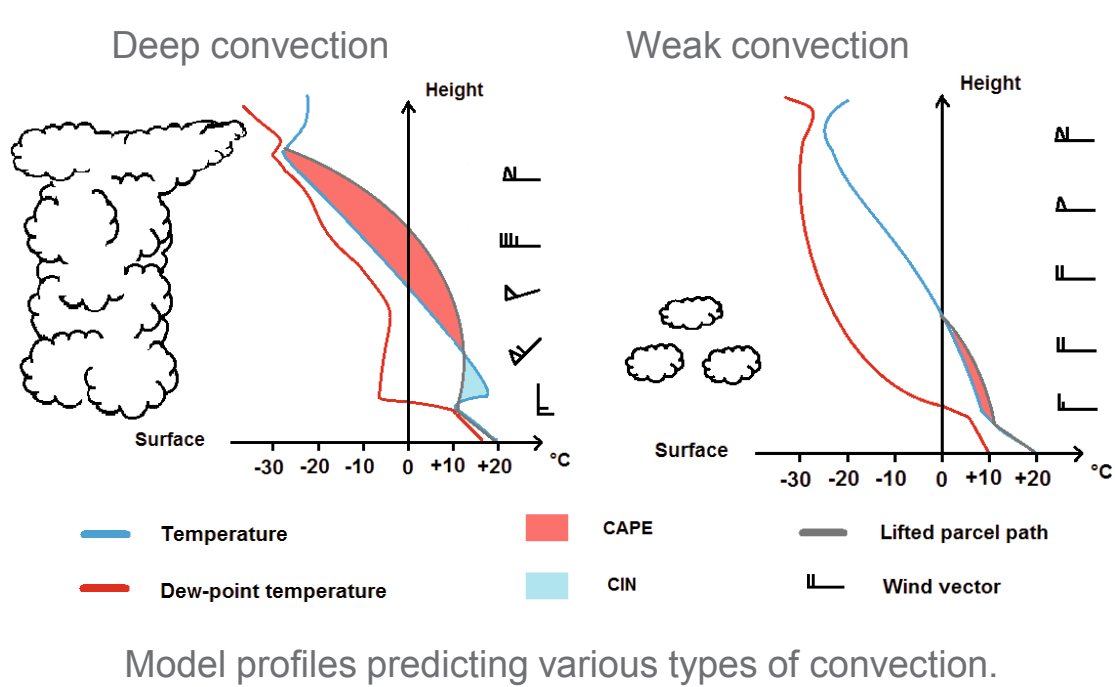 Deep convection
Weak convection
Height
Height
Surface
-30 -20 -10 0 +10 +20 °C
Surface
-30 -20 -10 0 +10 +20 °C
Temperature
CAPE
Lifted parcel path
Dew-point temperature
CIN
Wind vector
Model profiles predicting various types of convection.